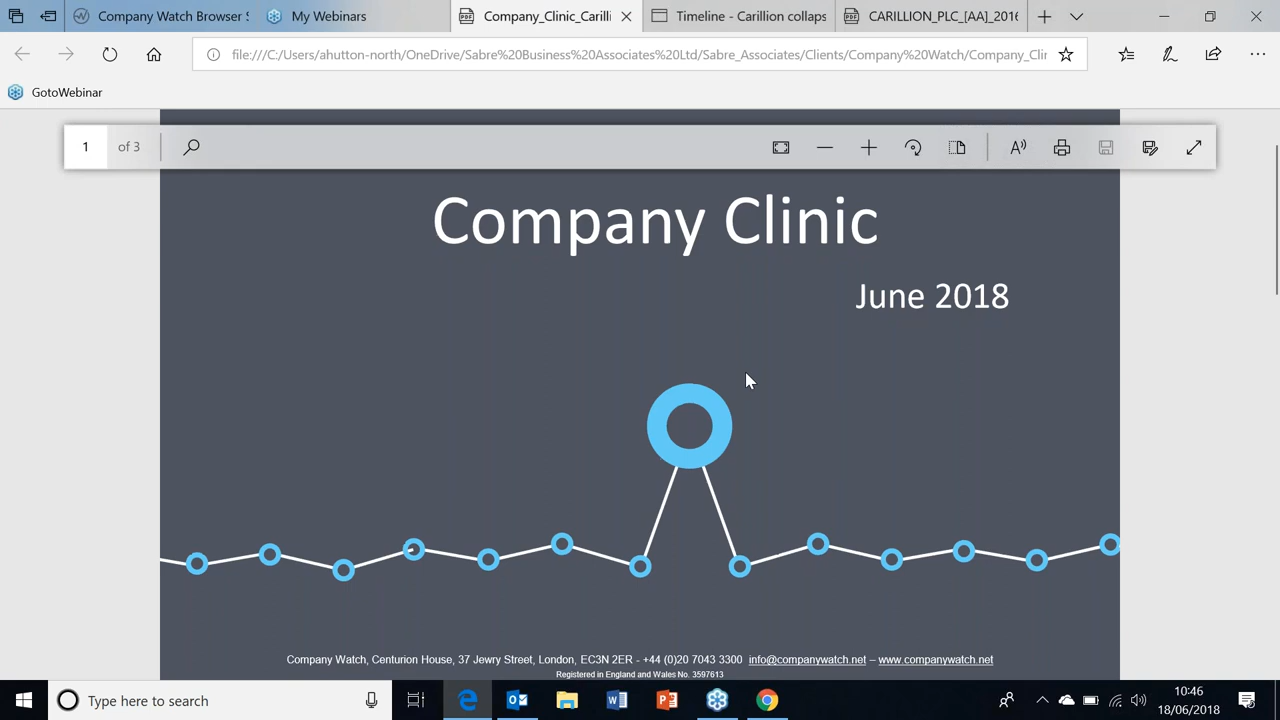 Company Watch Browser S
My Webinars
Company_Clinic_Carilli
Timeline - Carillion collaps
CARILLION_PLC_[AA]_2016
file:///C:/Users/ahutton-north/OneDrive/Sabre%20Business%20Associates%20Ltd/Sabre_Associates/Clients/Company%20Watch/Company_Clir
GotoWebinar
1 of 3
Company Clinic
June 2018
Company Watch, Centurion House, 37 Jewry Street, London, EC3N 2ER - +44 (0)20 7043 3300 info@companywatch.net – www.companywatch.net
Registered in England and Wales No. 3597613
Type here to search
10:46
18/06/2018